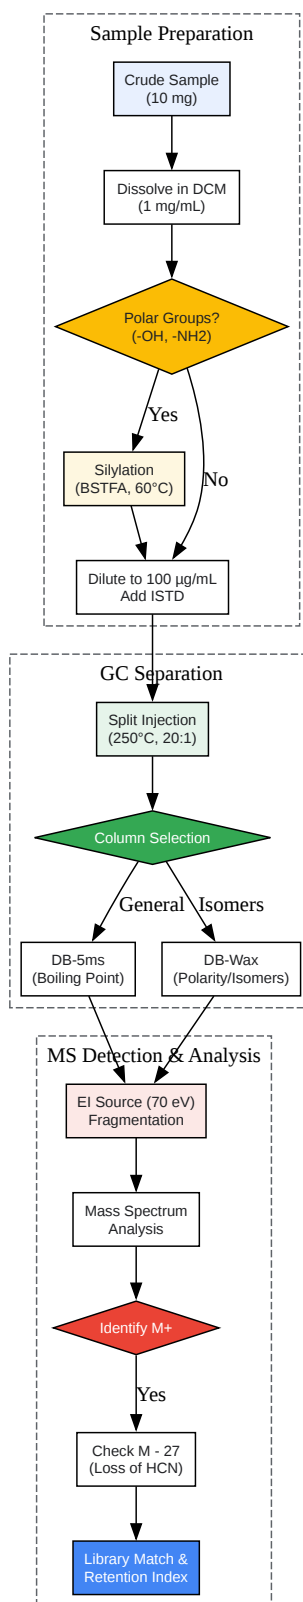 Sample Preparation
Crude Sample
(10 mg)
Dissolve in DCM
(1 mg/mL)
Polar Groups?
(-OH, -NH2)
Yes
Silylation
(BSTFA, 60°C)
No
Dilute to 100 µg/mL
Add ISTD
GC Separation
Split Injection
(250°C, 20:1)
Column Selection
General
Isomers
DB-5ms
(Boiling Point)
DB-Wax
(Polarity/Isomers)
MS Detection & Analysis
EI Source (70 eV)
Fragmentation
Mass Spectrum
Analysis
Identify M+
Yes
Check M - 27
(Loss of HCN)
Library Match &
Retention Index